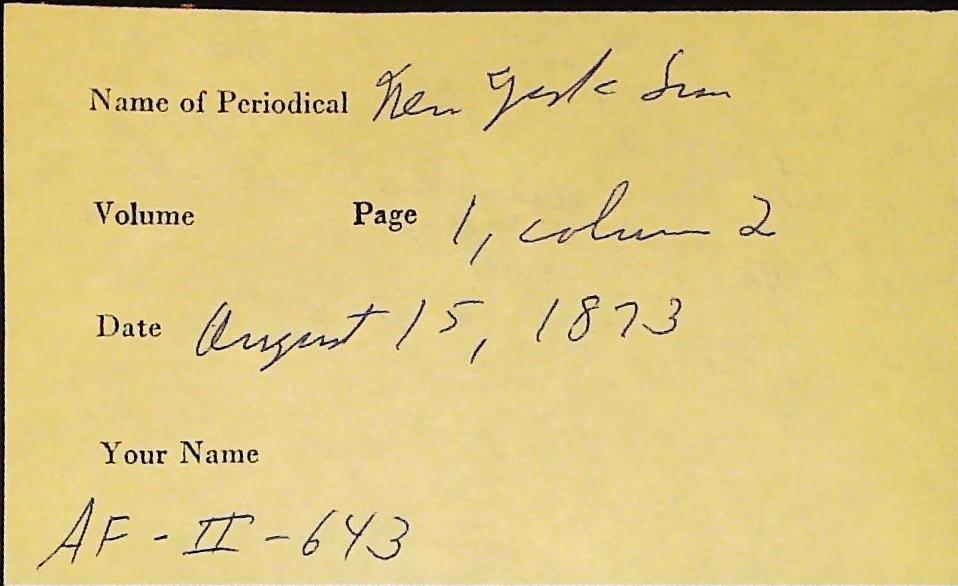 Name of Periodical New York Sun
Volume Page 1, column 2
Date August 15, 1873
Your Name
AF - II - 643